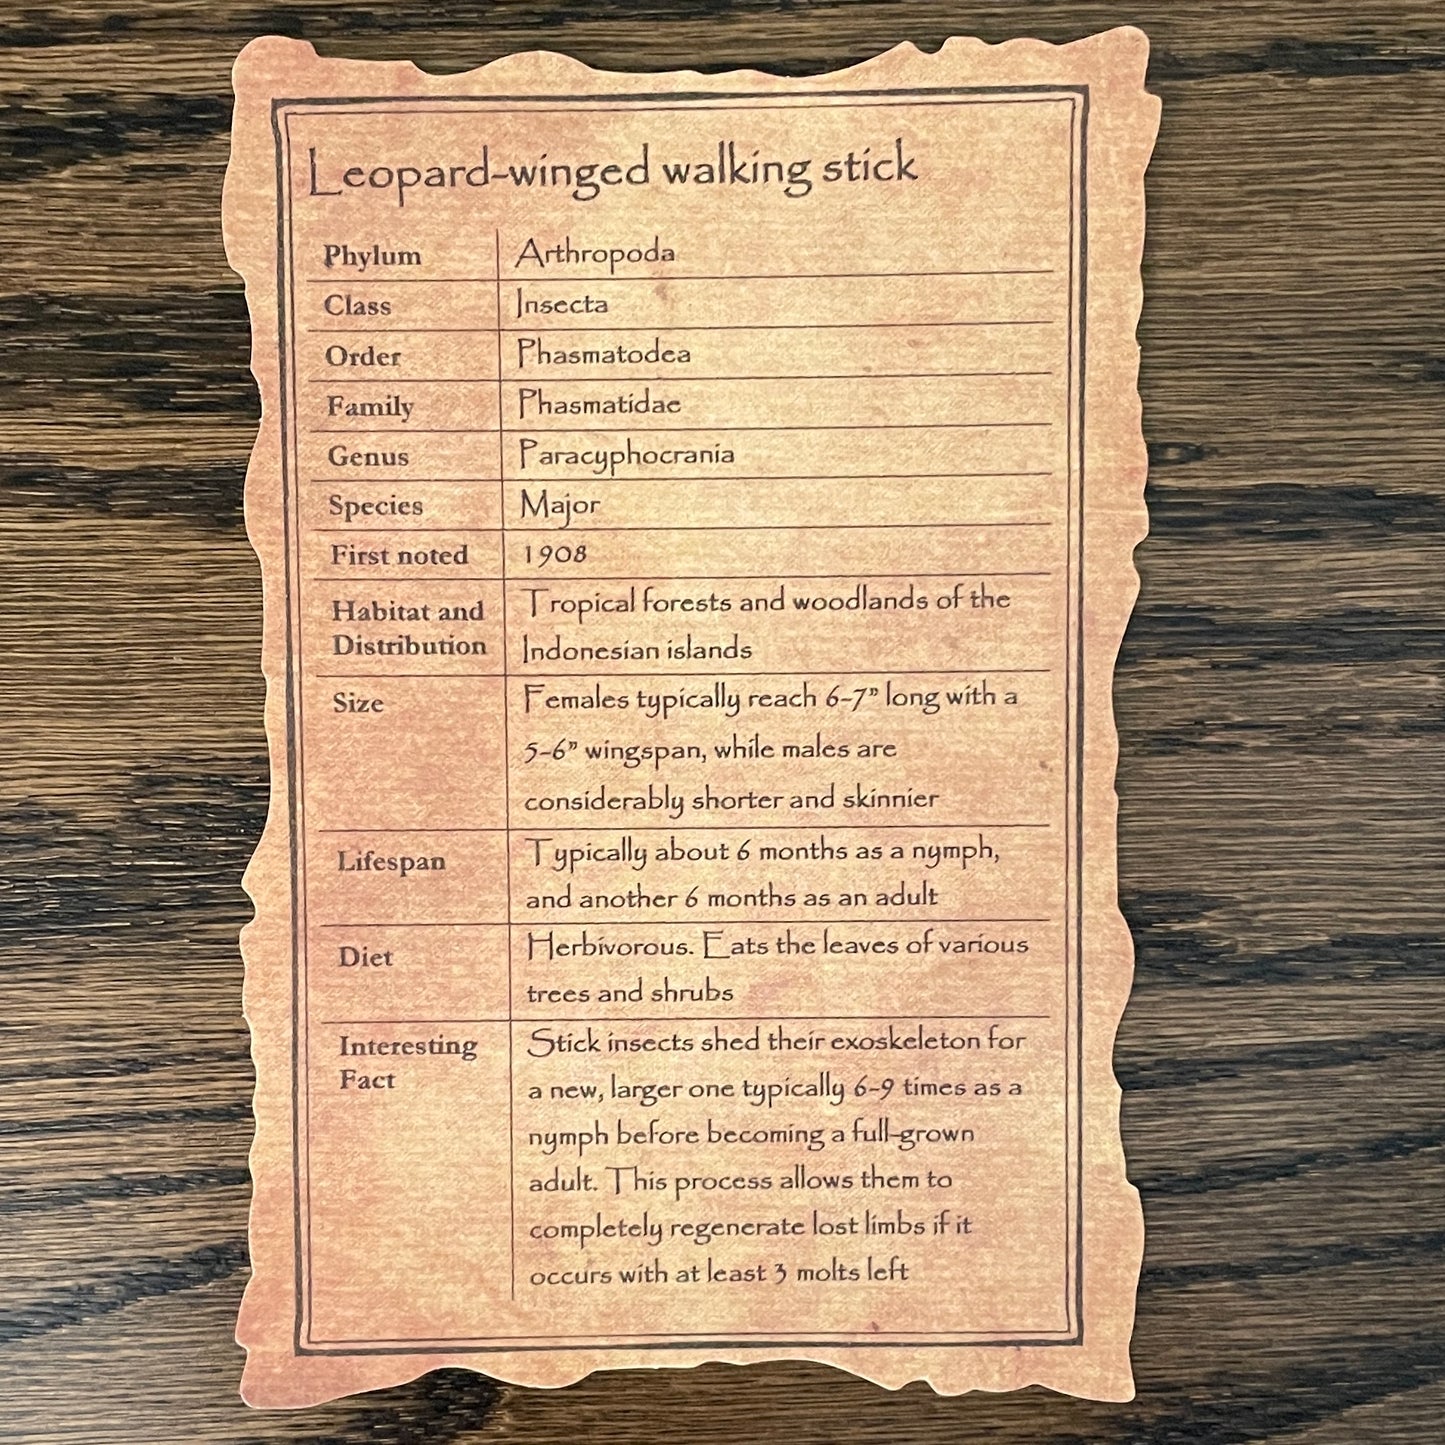 Leopard-winged walking stick
Phylum Arthropoda
Class Insecta
Order Phasmatodea
Family Phasmatidae
Genus Paracyphocrania
Species Major
First noted 1908
Habitat and Distribution
Tropical forests and woodlands of the
Indonesian islands
Size Females typically reach 6-7" long with a
5-6" wingspan, while males are
considerably shorter and skinnier
Lifespan Typically about 6 months as a nymph,
and another 6 months as an adult
Diet Herbivorous. Eats the leaves of various
trees and shrubs
Interesting Fact
Stick insects shed their exoskeleton for
a new, larger one typically 6-9 times as a
nymph before becoming a full-grown
adult. This process allows them to
completely regenerate lost limbs if it
occurs with at least 3 molts left